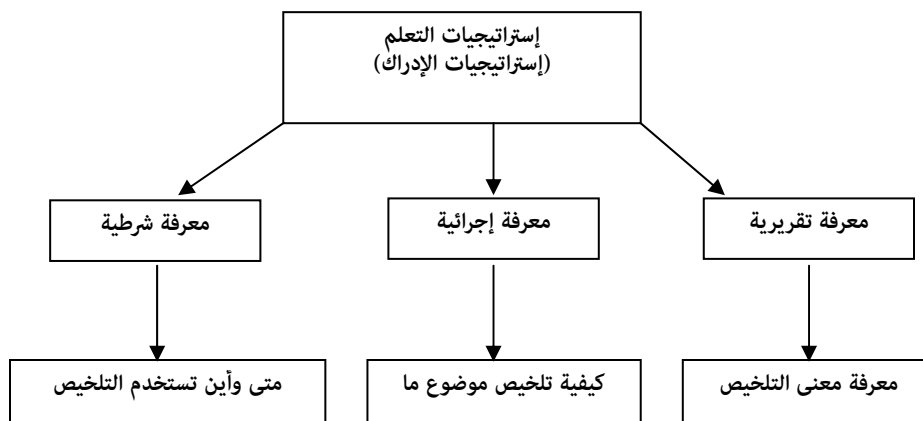 إستراتيجيات التعلم
(إستراتيجيات الإدراك)
معرفة تقريرية
معرفة إجرائية
معرفة شرطية
معرفة معنى التلخيص
كيفية تلخيص موضوع ما
متى وأين تستخدم التلخيص